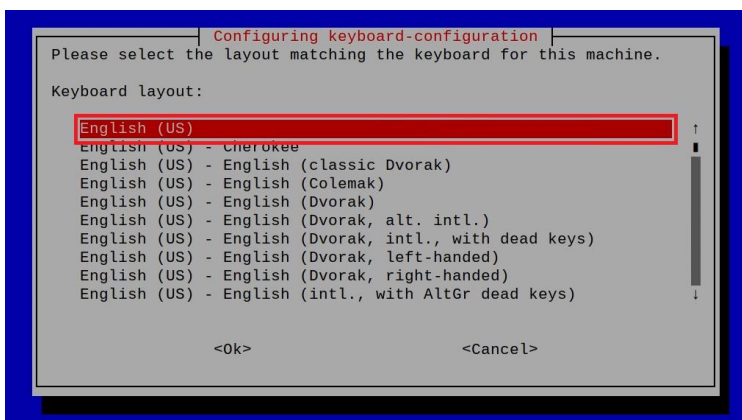 Configuring keyboard-configuration
Please select the layout matching the keyboard for this machine.
Keyboard layout:
English (US)
English (US) - Cherokee
English (US) - English (classic Dvorak)
English (US) - English (Colemak)
English (US) - English (Dvorak)
English (US) - English (Dvorak, alt. intl.)
English (US) - English (Dvorak, intl., with dead keys)
English (US) - English (Dvorak, left-handed)
English (US) - English (Dvorak, right-handed)
English (US) - English (intl., with AltGr dead keys)
<Ok> <Cancel>